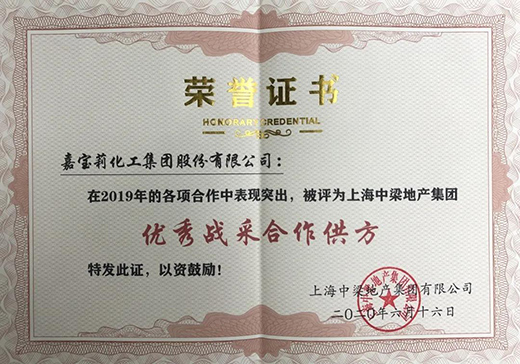 荣誉证书
HONORARY CREDENTIAL
嘉宝莉化工集团股份有限公司：
在2019年的各项合作中表现突出，被评为上海中梁地产集团
优秀战采合作供方
特发此证，以资鼓励！
上海中梁地产集团有限公司
二〇二〇年六月十六日